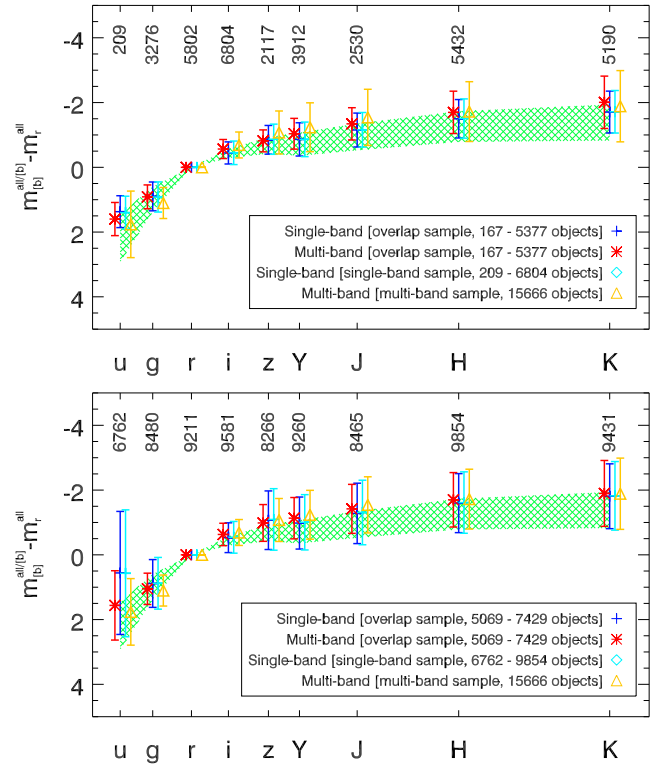 209 3276 5802 6804 2117 3912 2530 5432 5190
-4
-2
0
2
4
m[b]^all/[b]-mr^all
Single-band [overlap sample, 167 - 5377 objects]
Multi-band [overlap sample, 167 - 5377 objects]
Single-band [single-band sample, 209 - 6804 objects]
Multi-band [multi-band sample, 15666 objects]
u g r i z Y J H K
6762 8480 9211 9581 8266 9260 8465 9854 9431
-4
-2
0
2
4
m[b]^all/[b]-mr^all
Single-band [overlap sample, 5069 - 7429 objects]
Multi-band [overlap sample, 5069 - 7429 objects]
Single-band [single-band sample, 6762 - 9854 objects]
Multi-band [multi-band sample, 15666 objects]
u g r i z Y J H K